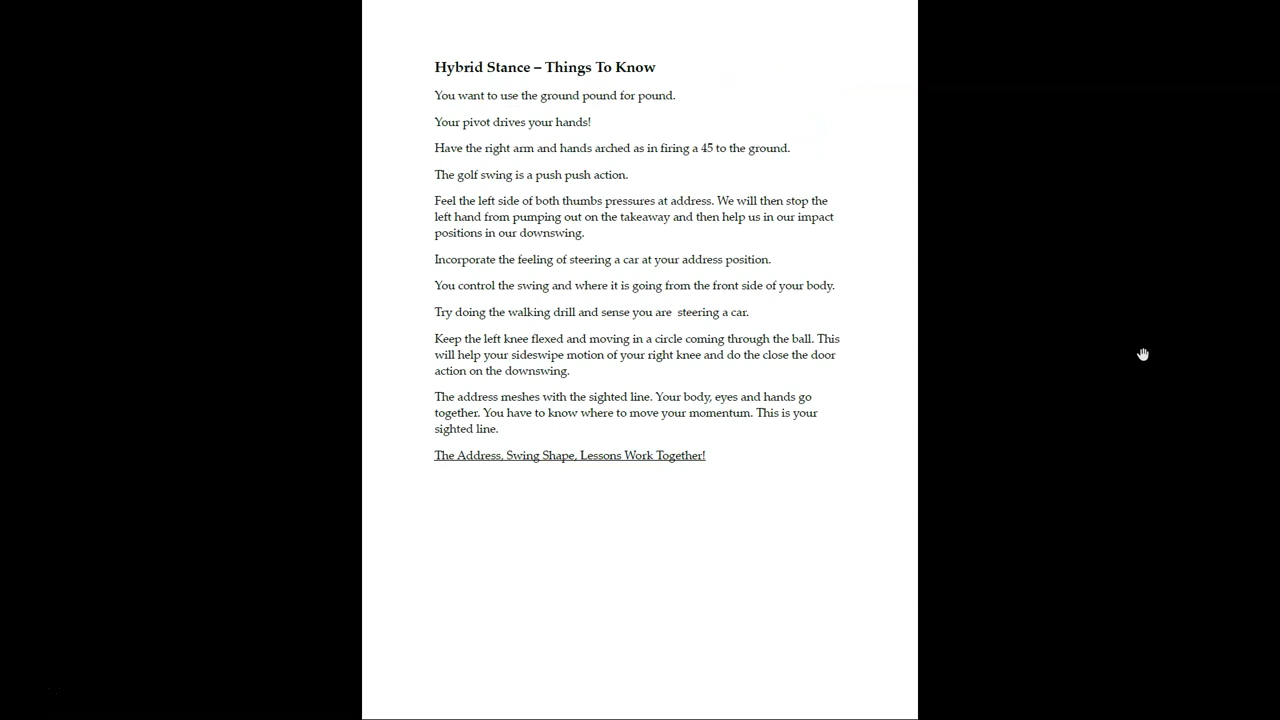 Hybrid Stance – Things To Know
You want to use the ground pound for pound.
Your pivot drives your hands!
Have the right arm and hands arched as in firing a 45 to the ground.
The golf swing is a push push action.
Feel the left side of both thumbs pressures at address. We will then stop the
left hand from pumping out on the takeaway and then help us in our impact
positions in our downswing.
Incorporate the feeling of steering a car at your address position.
You control the swing and where it is going from the front side of your body.
Try doing the walking drill and sense you are  steering a car.
Keep the left knee flexed and moving in a circle coming through the ball. This
will help your sideswipe motion of your right knee and do the close the door
action on the downswing.
The address meshes with the sighted line. Your body, eyes and hands go
together. You have to know where to move your momentum. This is your
sighted line.
The Address, Swing Shape, Lessons Work Together!